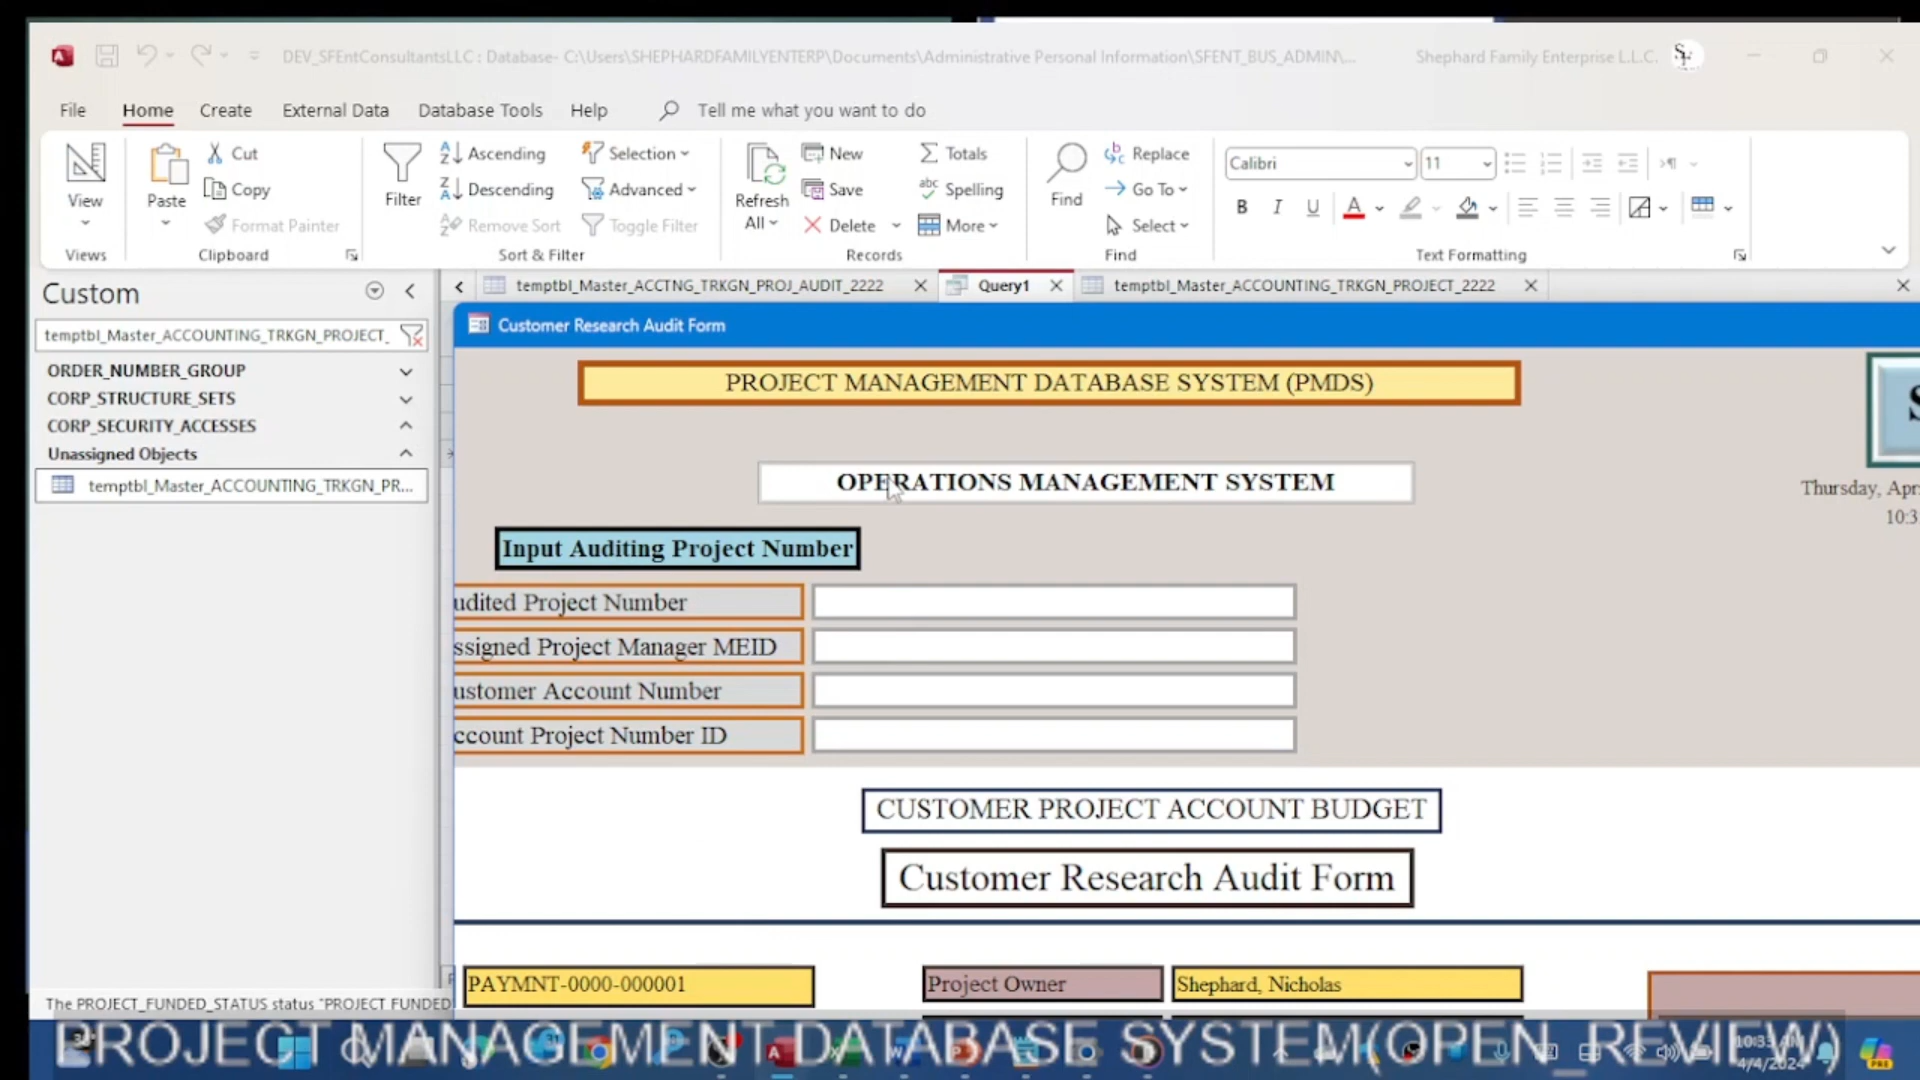 DEV_SFEntConsultantsLLC : Database- C:\Users\SHEPHARDFAMILYENTERP\Documents\Administrative Personal Information\SFENT_BUS_ADMIN\...
Shephard Family Enterprise L.L.C.
File Home Create External Data Database Tools Help Tell me what you want to do
View
Views
Paste
Cut
Copy
Format Painter
Clipboard
Filter
Ascending
Descending
Remove Sort
Selection
Advanced
Toggle Filter
Sort & Filter
Refresh
All
New
Save
Delete
Totals
Spelling
More
Records
Find
Replace
Go To
Select
Find
Calibri 11
B I U A
Text Formatting
Custom
temptbl_Master_ACCTNG_TRKGN_PROJ_AUDIT_2222
Query1
temptbl_Master_ACCOUNTING_TRKGN_PROJECT_2222
temptbl_Master_ACCOUNTING_TRKGN_PROJECT_
ORDER_NUMBER_GROUP
CORP_STRUCTURE_SETS
CORP_SECURITY_ACCESSES
Unassigned Objects
temptbl_Master_ACCOUNTING_TRKGN_PR...
Customer Research Audit Form
PROJECT MANAGEMENT DATABASE SYSTEM (PMDS)
OPERATIONS MANAGEMENT SYSTEM
Thursday, Apr
10:3
Input Auditing Project Number
udited Project Number
ssigned Project Manager MEID
ustomer Account Number
ccount Project Number ID
CUSTOMER PROJECT ACCOUNT BUDGET
Customer Research Audit Form
PAYMNT-0000-000001
Project Owner
Shephard, Nicholas
The PROJECT_FUNDED_STATUS status "PROJECT FUNDED
PROJECT MANAGEMENT DATABASE SYSTEM(OPEN_REVIEW)
4/4/2024